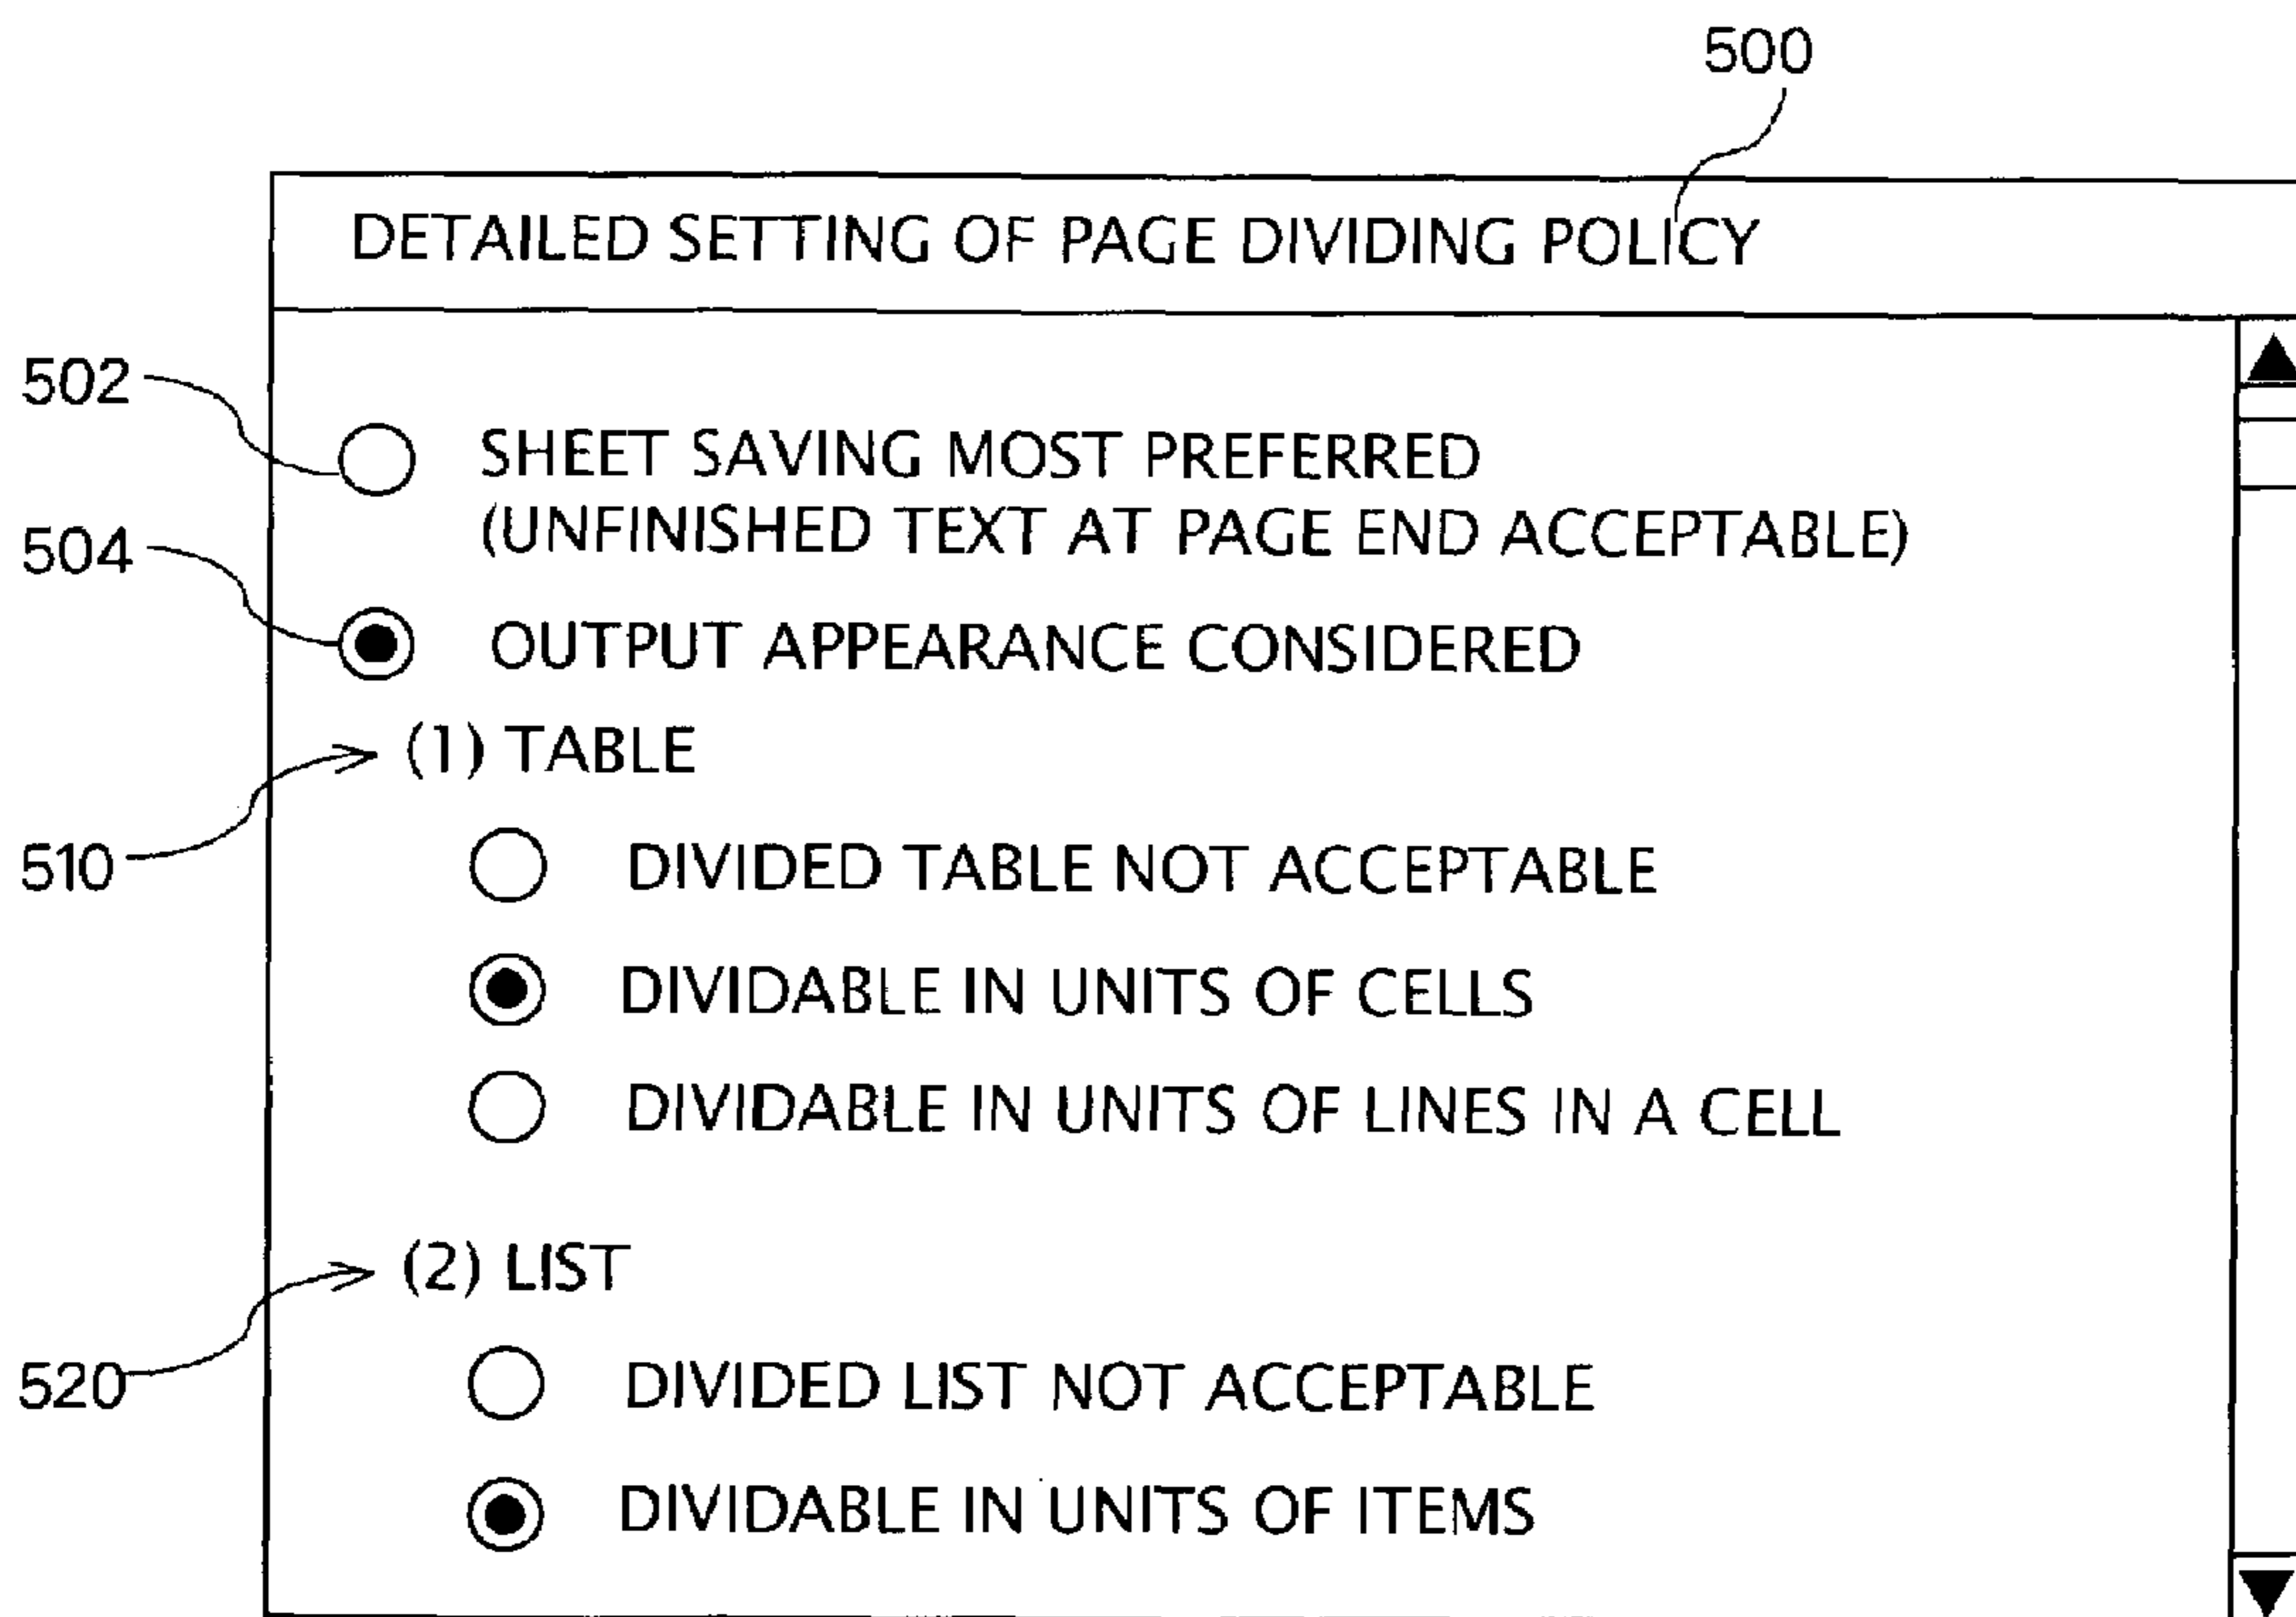 500
DETAILED SETTING OF PAGE DIVIDING POLICY
502
SHEET SAVING MOST PREFERRED
(UNFINISHED TEXT AT PAGE END ACCEPTABLE)
504
OUTPUT APPEARANCE CONSIDERED
(1) TABLE
510
DIVIDED TABLE NOT ACCEPTABLE
DIVIDABLE IN UNITS OF CELLS
DIVIDABLE IN UNITS OF LINES IN A CELL
(2) LIST
520
DIVIDED LIST NOT ACCEPTABLE
DIVIDABLE IN UNITS OF ITEMS